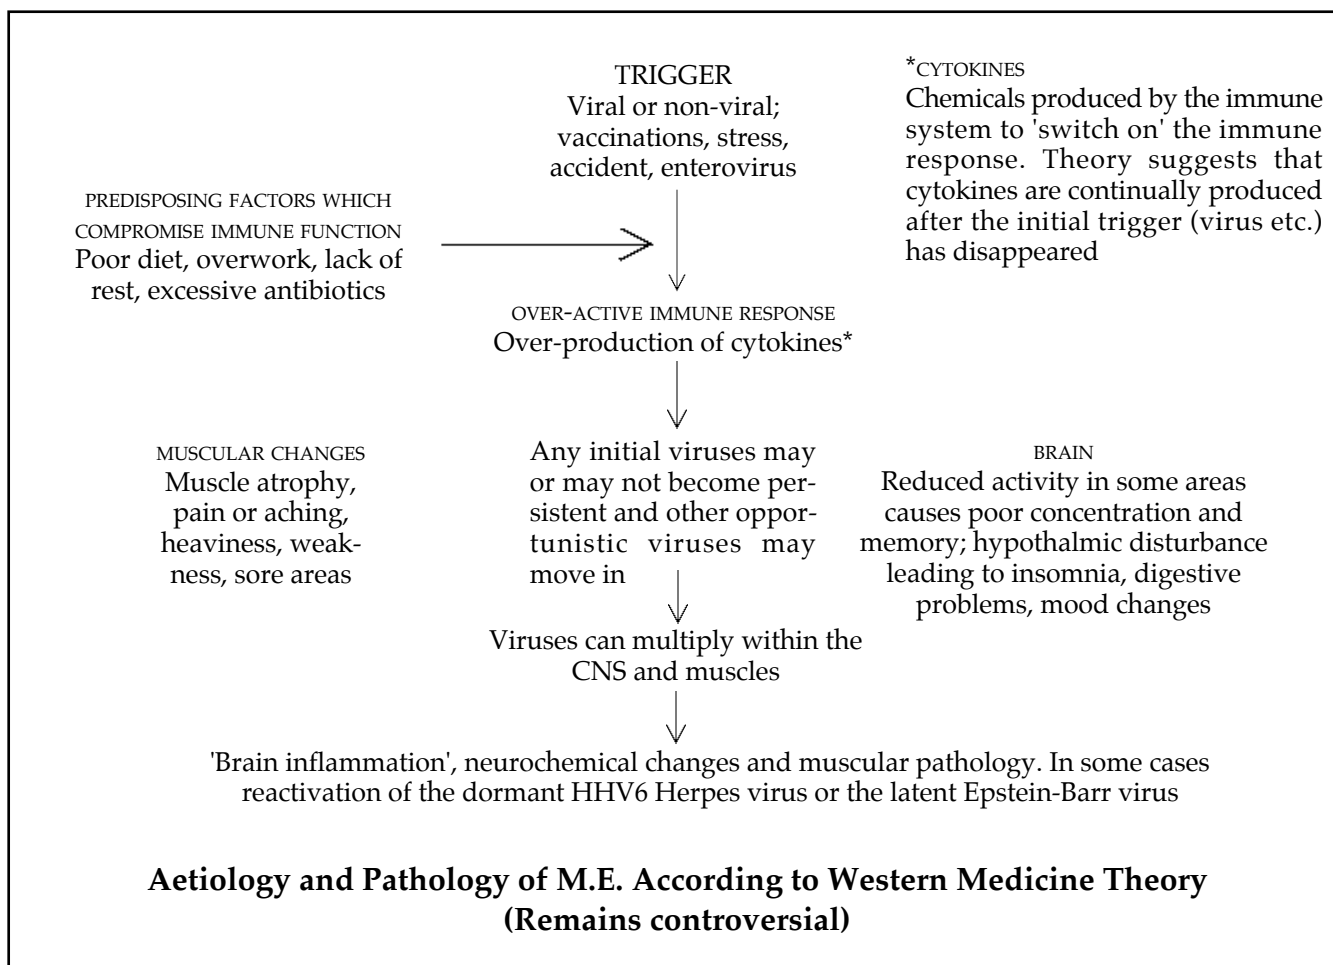 TRIGGER
Viral or non-viral;
vaccinations, stress,
accident, enterovirus
*CYTOKINES
Chemicals produced by the immune
system to 'switch on' the immune
response. Theory suggests that
cytokines are continually produced
after the initial trigger (virus etc.)
has disappeared
PREDISPOSING FACTORS WHICH
COMPROMISE IMMUNE FUNCTION
Poor diet, overwork, lack of
rest, excessive antibiotics
OVER-ACTIVE IMMUNE RESPONSE
Over-production of cytokines*
MUSCULAR CHANGES
Muscle atrophy,
pain or aching,
heaviness, weak-
ness, sore areas
Any initial viruses may
or may not become per-
sistent and other oppor-
tunistic viruses may
move in
BRAIN
Reduced activity in some areas
causes poor concentration and
memory; hypothalmic disturbance
leading to insomnia, digestive
problems, mood changes
Viruses can multiply within the
CNS and muscles
'Brain inflammation', neurochemical changes and muscular pathology. In some cases
reactivation of the dormant HHV6 Herpes virus or the latent Epstein-Barr virus
Aetiology and Pathology of M.E. According to Western Medicine Theory
(Remains controversial)